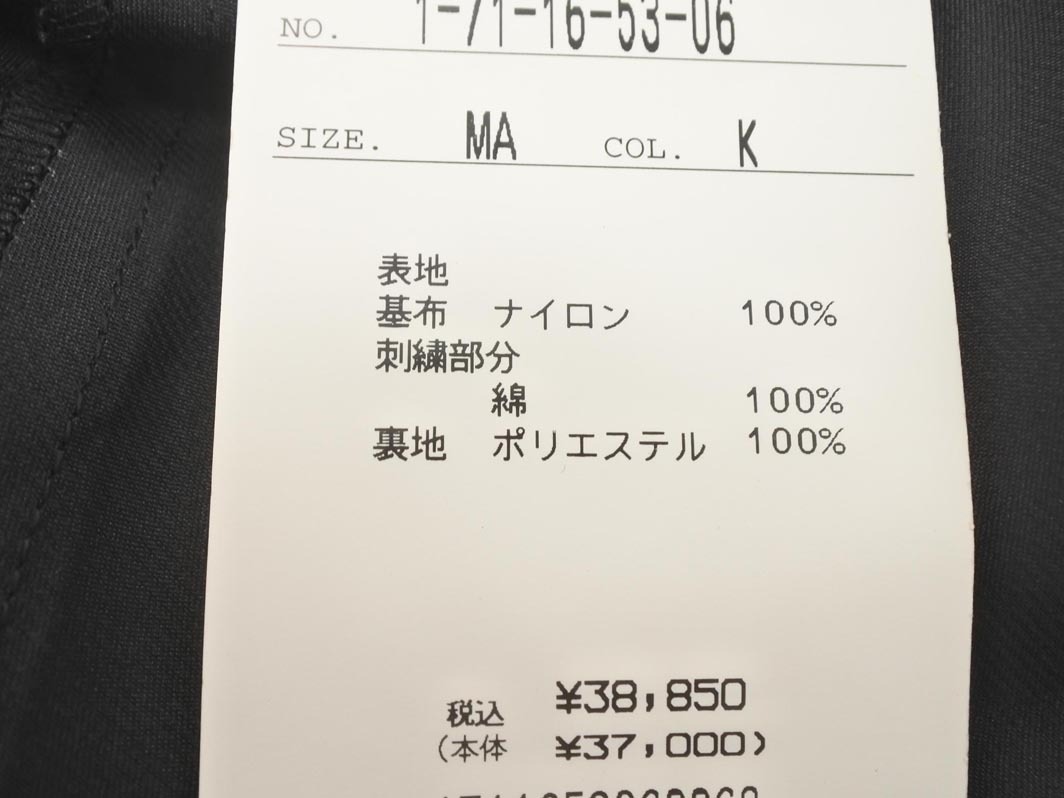 NO. 1-71-16-53-06
SIZE. MA COL. K
表地
基布 ナイロン 100%
刺繍部分
綿 100%
裏地 ポリエステル 100%
税込 ¥38,850
(本体 ¥37,000)